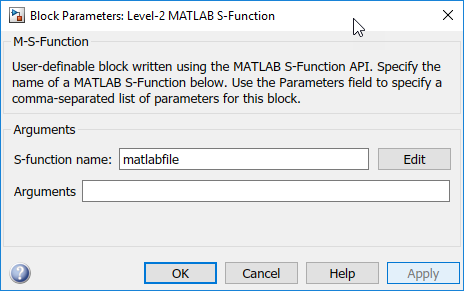 Block Parameters: Level-2 MATLAB S-Function
M-S-Function
User-definable block written using the MATLAB S-Function API. Specify the
name of a MATLAB S-Function below. Use the Parameters field to specify a
comma-separated list of parameters for this block.
Arguments
S-function name: matlabfile Edit
Arguments
? OK Cancel Help Apply